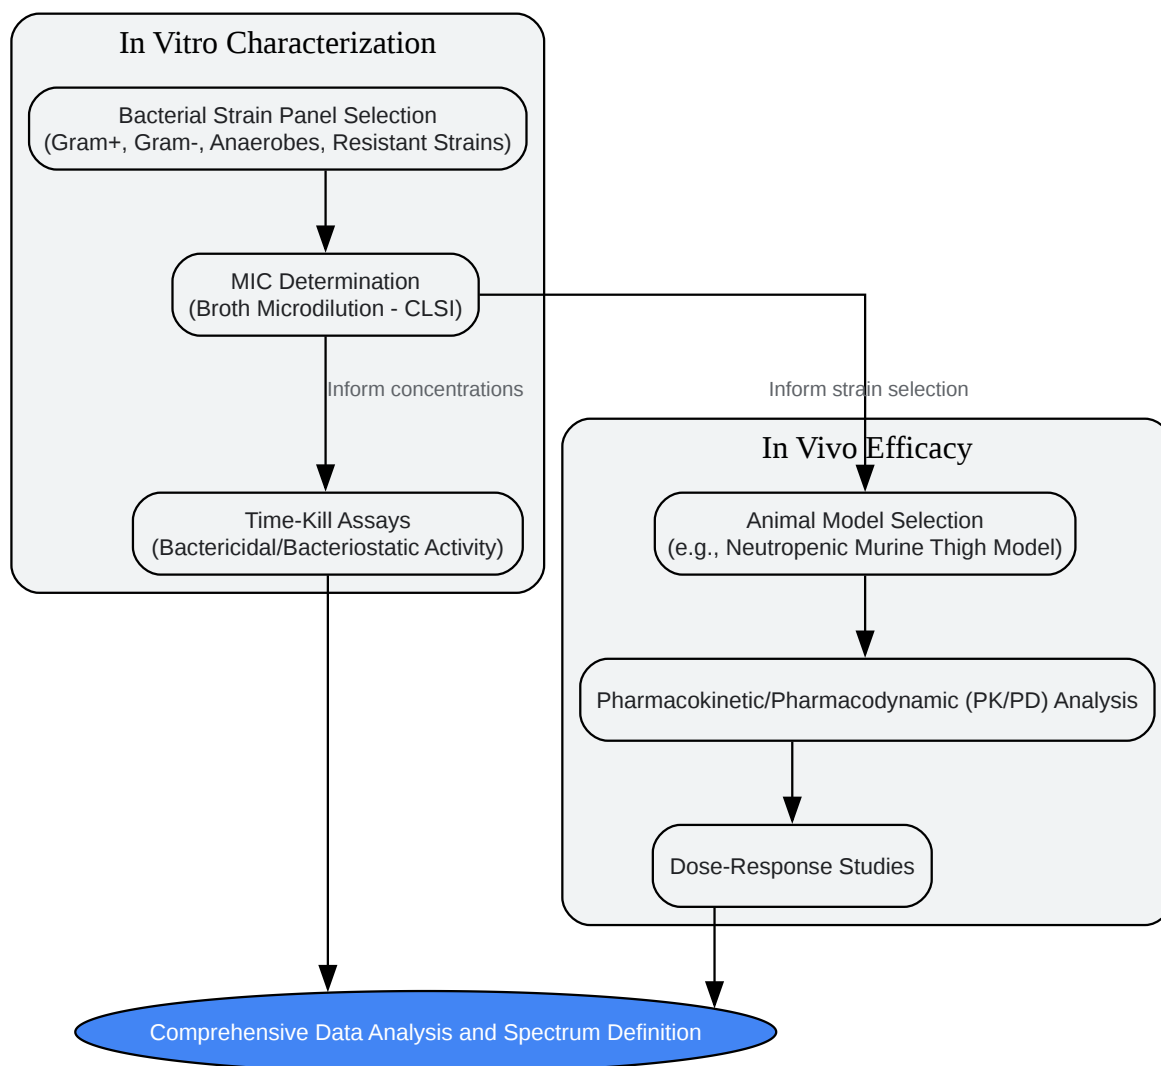 In Vitro Characterization
Bacterial Strain Panel Selection
(Gram+, Gram-, Anaerobes, Resistant Strains)
MIC Determination
(Broth Microdilution - CLSI)
Inform concentrations
Inform strain selection
Time-Kill Assays
(Bactericidal/Bacteriostatic Activity)
In Vivo Efficacy
Animal Model Selection
(e.g., Neutropenic Murine Thigh Model)
Pharmacokinetic/Pharmacodynamic (PK/PD) Analysis
Dose-Response Studies
Comprehensive Data Analysis and Spectrum Definition